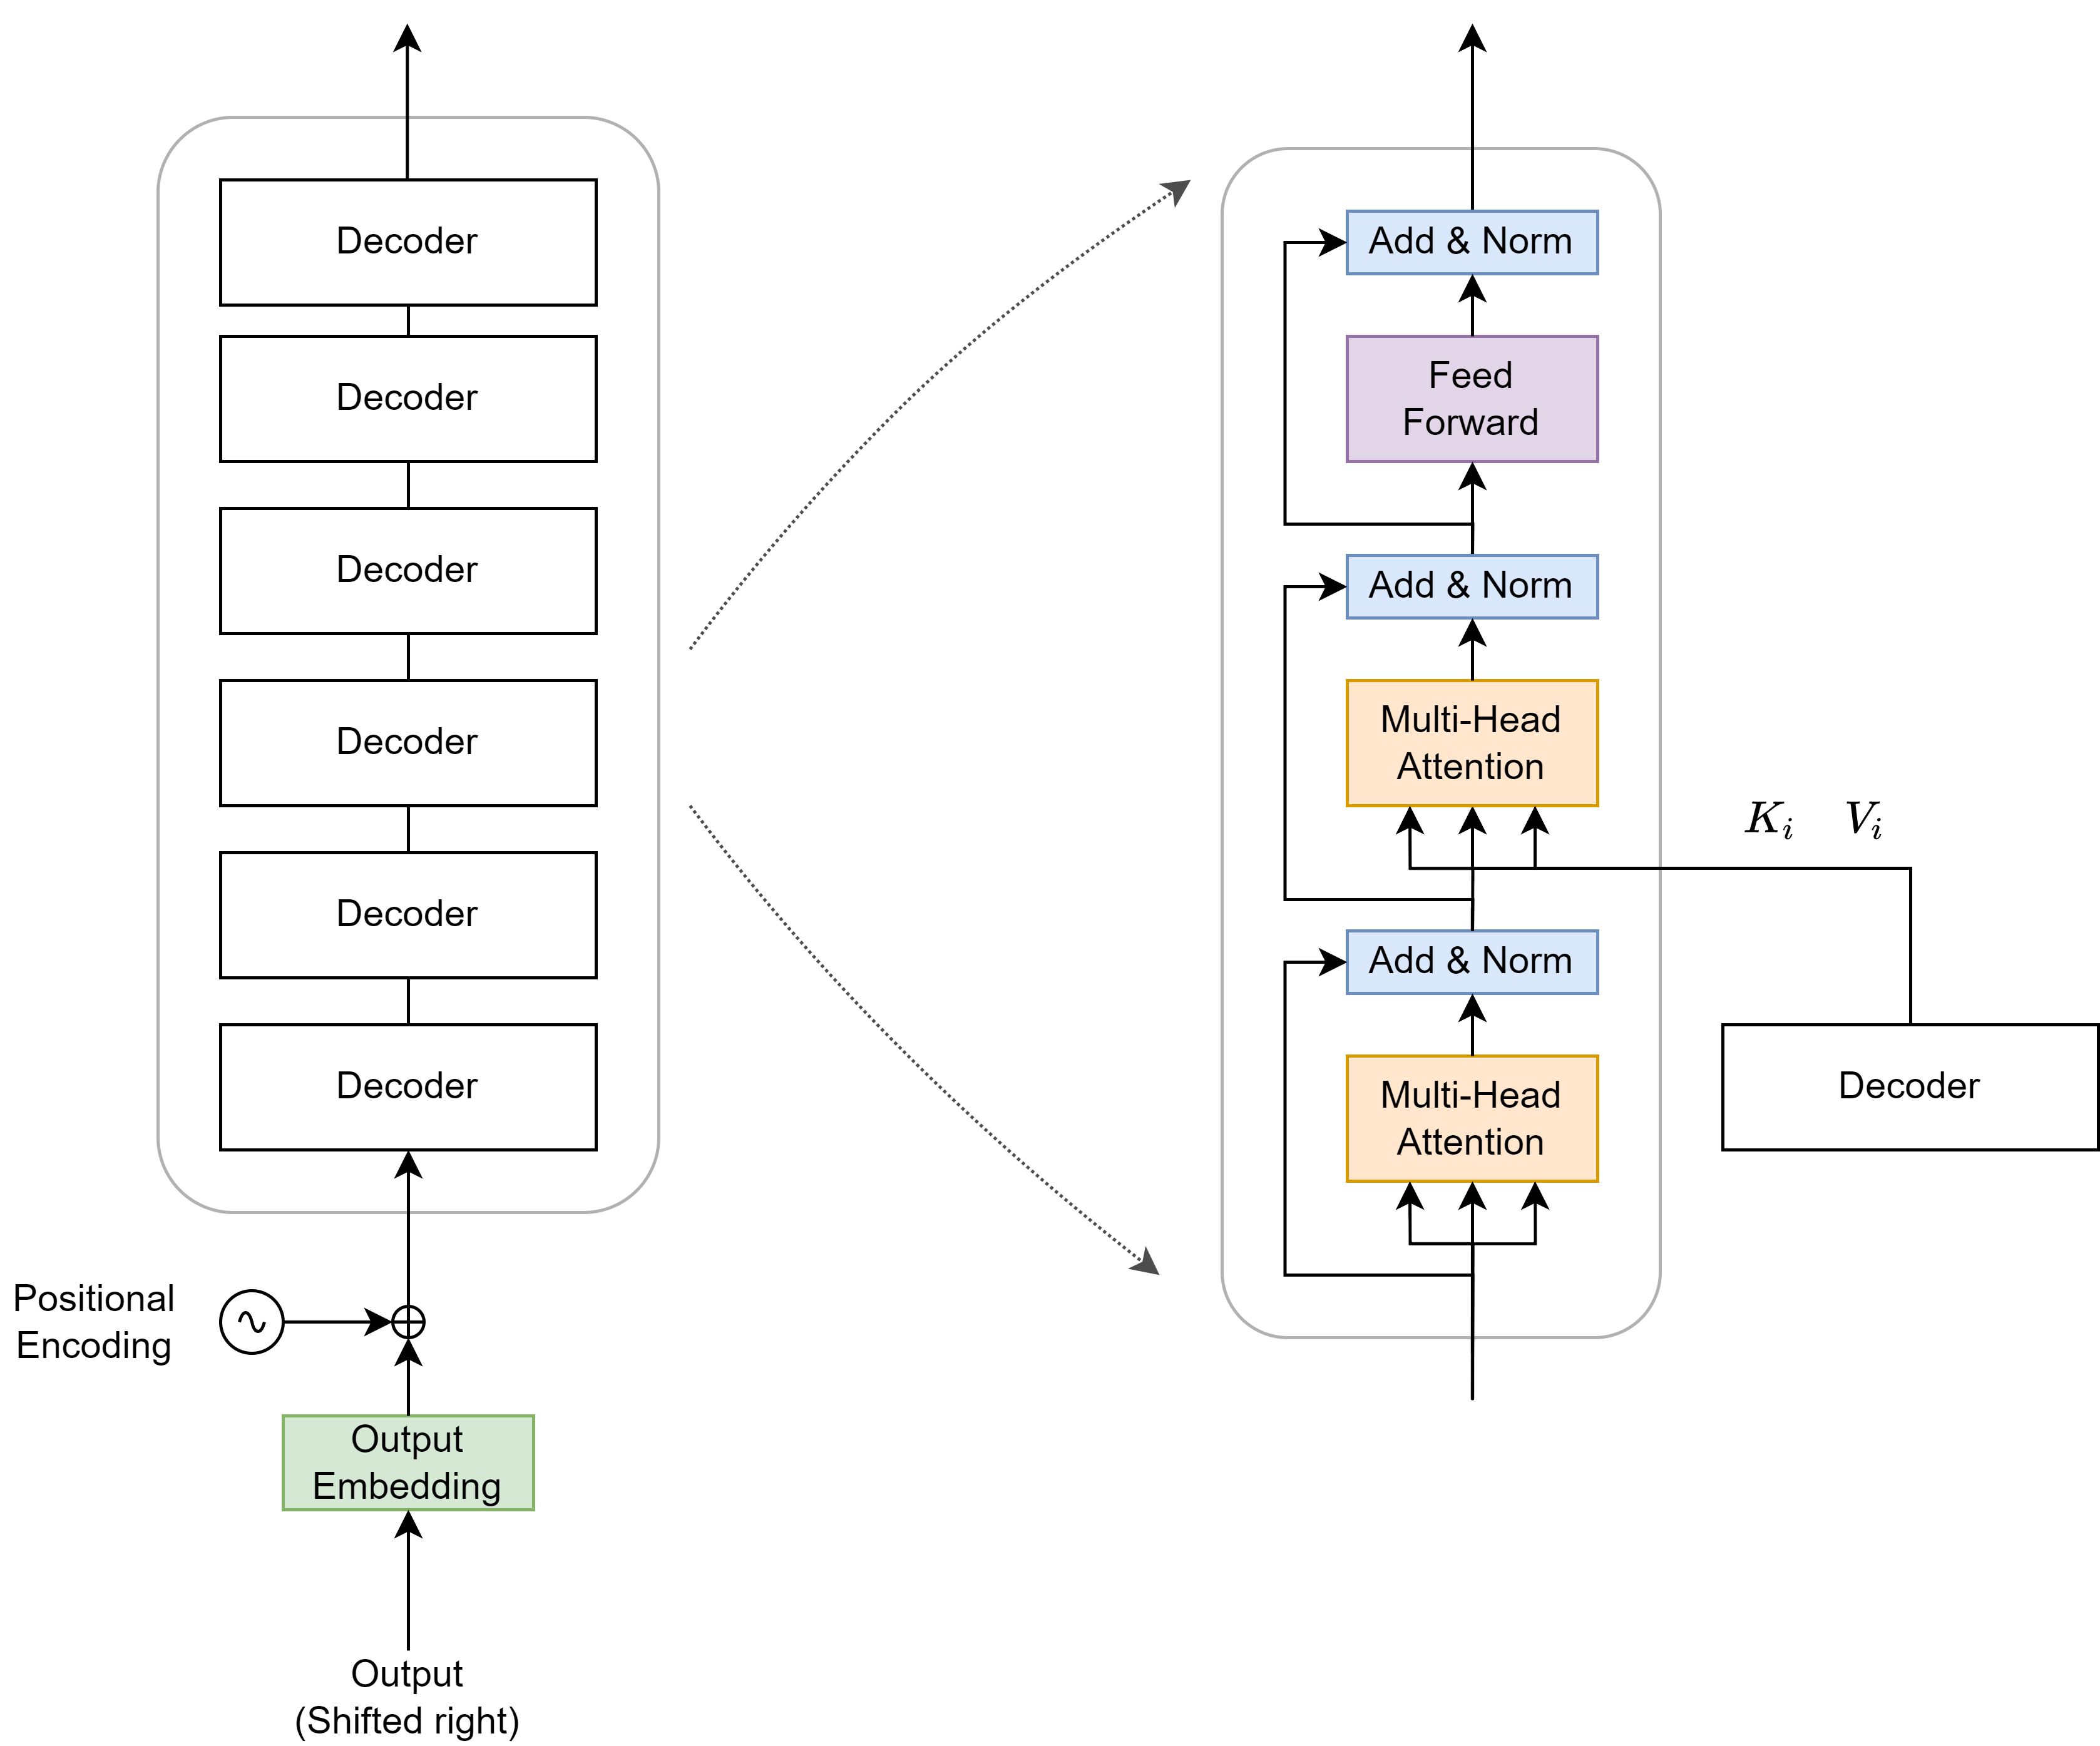 Decoder
Decoder
Decoder
Decoder
Decoder
Decoder
Positional
Encoding
Output
Embedding
Output
(Shifted right)
Add & Norm
Feed
Forward
Add & Norm
Multi-Head
Attention
K_i V_i
Add & Norm
Multi-Head
Attention
Decoder